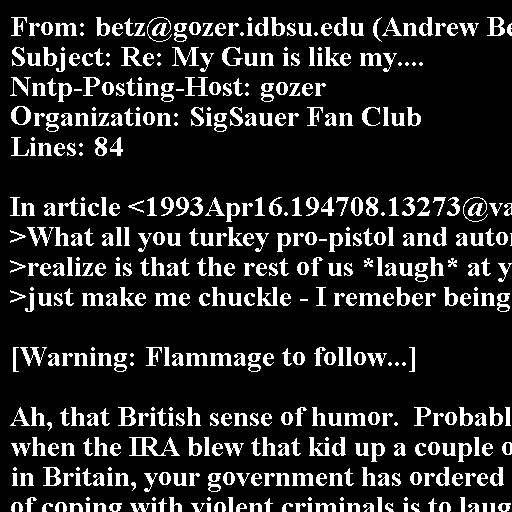 From: betz@gozer.idbsu.edu (Andrew Be
Subject: Re: My Gun is like my....
Nntp-Posting-Host: gozer
Organization: SigSauer Fan Club
Lines: 84

In article <1993Apr16.194708.13273@va
>What all you turkey pro-pistol and auto
>realize is that the rest of us *laugh* at y
>just make me chuckle - I remeber being

[Warning: Flammage to follow...]

Ah, that British sense of humor.  Probabl
when the IRA blew that kid up a couple o
in Britain, your government has ordered
of coping with violent criminals is to laug